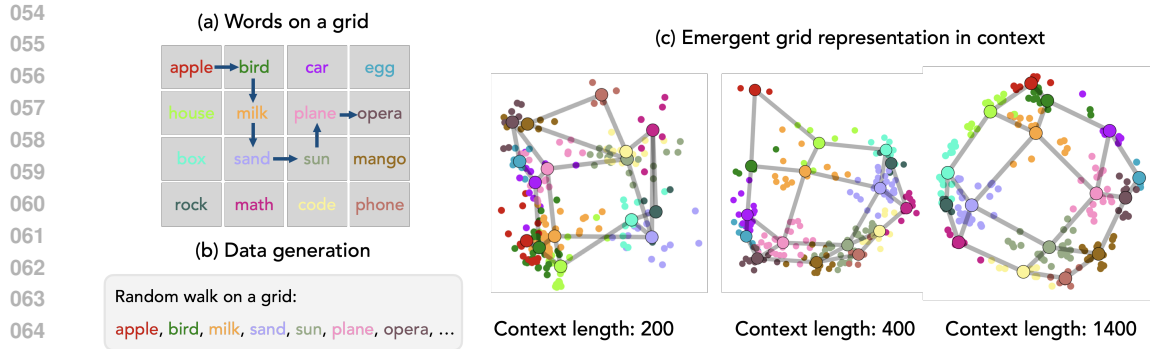 054
055
056
057
058
059
060
061
062
063
064
(a) Words on a grid
apple bird car egg
house milk plane opera
box sand sun mango
rock math code phone
(b) Data generation
Random walk on a grid:
apple, bird, milk, sand, sun, plane, opera, ...
(c) Emergent grid representation in context
Context length: 200
Context length: 400
Context length: 1400